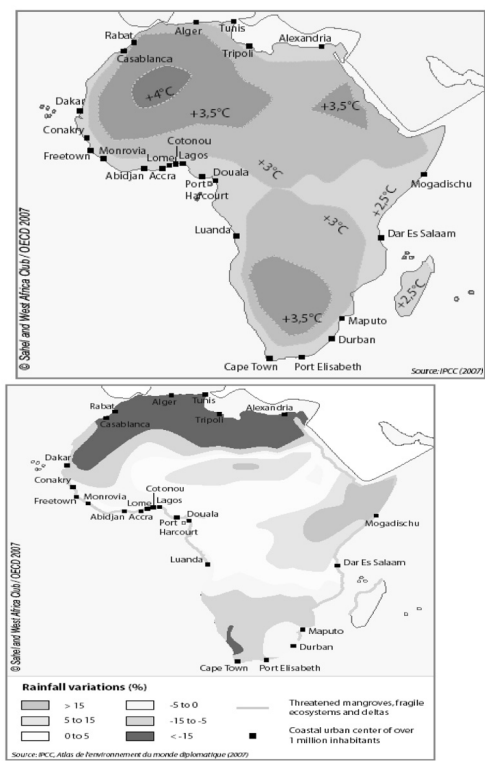 Rabat
Alger
Tunis
Alexandria
Casablanca
Tripoli
+4°C
+3,5°C
+3,5°C
Dakar
Conakry
Freetown
Monrovia
Cotonou
Lome
Lagos
Abidjan
Accra
Douala
Port
Harcourt
+3°C
Mogadischu
+2,5°C
Luanda
+3°C
Dar Es Salaam
+2,5°C
+3,5°C
Maputo
Durban
Cape Town
Port Elisabeth
© Sahel and West Africa Club / OECD 2007
Source: IPCC (2007)
Rabat
Alger
Tunis
Alexandria
Casablanca
Tripoli
Dakar
Conakry
Freetown
Monrovia
Cotonou
Lome
Lagos
Abidjan
Accra
Douala
Port
Harcourt
Mogadischu
Luanda
Dar Es Salaam
Maputo
Durban
Cape Town
Port Elisabeth
© Sahel and West Africa Club / OECD 2007
Rainfall variations (%)
> 15
5 to 15
0 to 5
-5 to 0
-15 to -5
< -15
Threatened mangroves, fragile
ecosystems and deltas
Coastal urban center of over
1 million inhabitants
Source: IPCC, Atlas de l'environnement du monde diplomatique (2007)